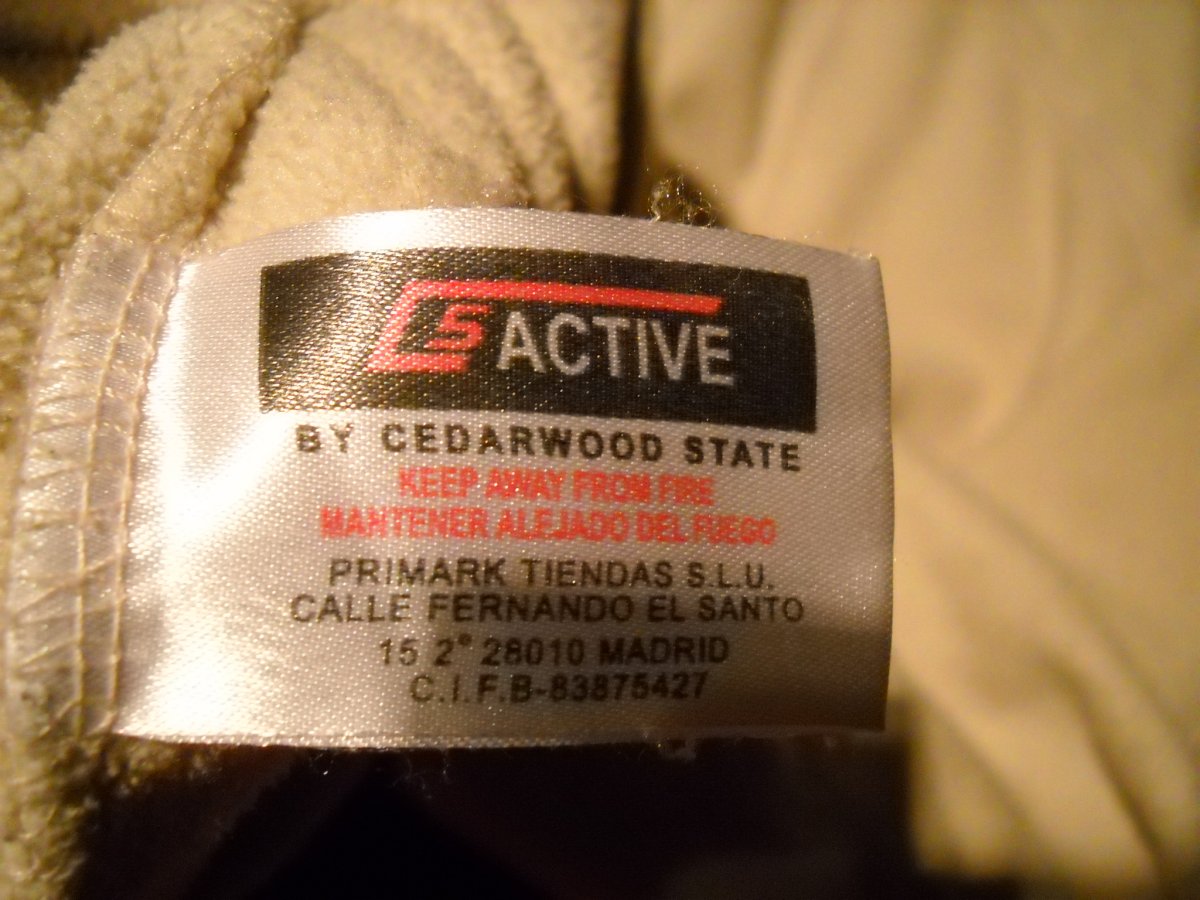 CS ACTIVE
BY CEDARWOOD STATE
KEEP AWAY FROM FIRE
MANTENER ALEJADO DEL FUEGO
PRIMARK TIENDAS S.L.U.
CALLE FERNANDO EL SANTO
15 2° 28010 MADRID
C.I.F.B-83875427